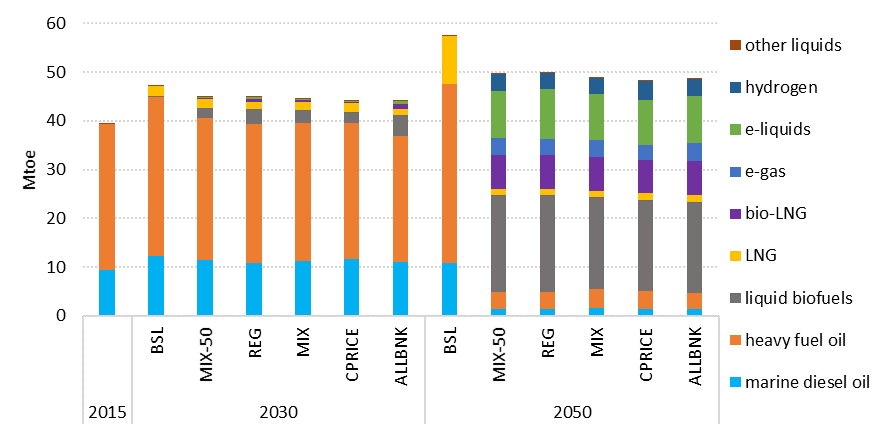 Mtoe
60
50
40
30
20
10
0
BSL
MIX-50
REG
MIX
CPRICE
ALLBNK
BSL
MIX-50
REG
MIX
CPRICE
ALLBNK
2015
2030
2050
other liquids
hydrogen
e-liquids
e-gas
bio-LNG
LNG
liquid biofuels
heavy fuel oil
marine diesel oil